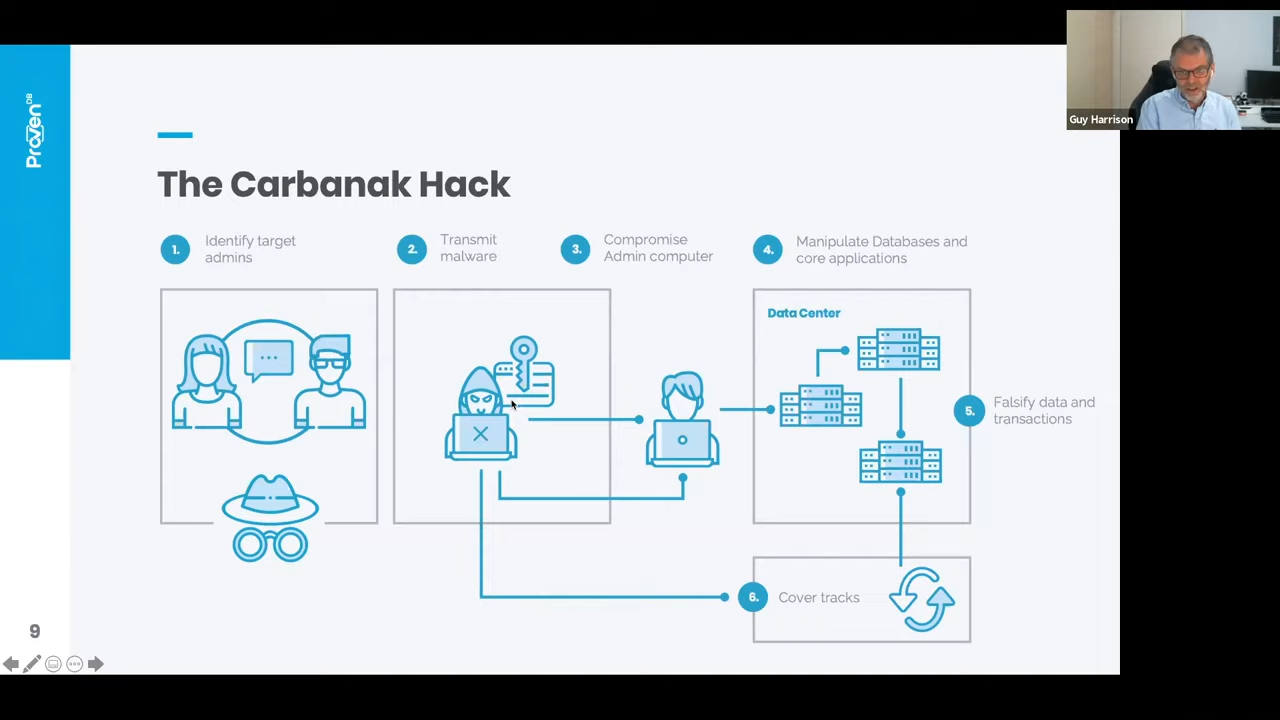 ProvenDB
Guy Harrison
The Carbanak Hack
1. Identify target
admins
2. Transmit
malware
3. Compromise
Admin computer
4. Manipulate Databases and
core applications
Data Center
5. Falsify data and
transactions
6. Cover tracks
9